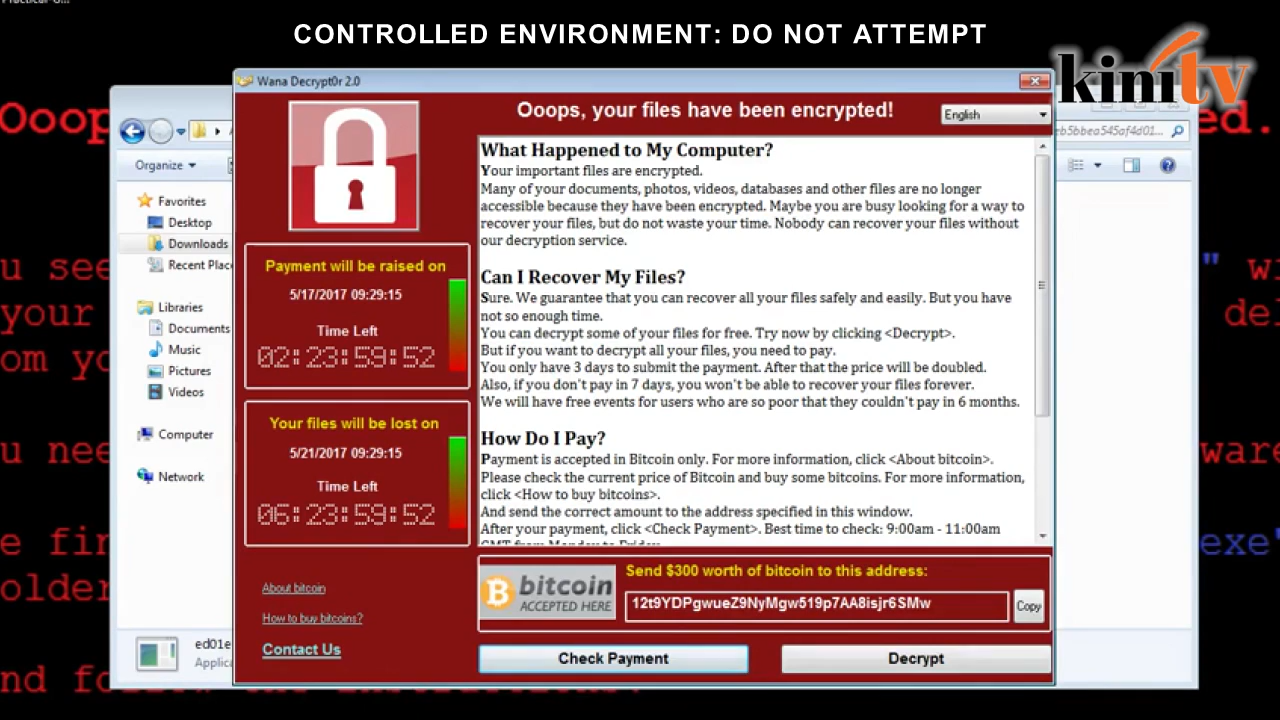 CONTROLLED ENVIRONMENT: DO NOT ATTEMPT
kinitv
Wana Decrypt0r 2.0
Ooops, your files have been encrypted!
English
Ooop
ed.
eb5bbea545af4d01...
Organize
Favorites
Desktop
Downloads
Recent Plac
Libraries
Documents
Music
Pictures
Videos
Computer
Network
Payment will be raised on
5/17/2017 09:29:15
Time Left
02:23:59:52
Your files will be lost on
5/21/2017 09:29:15
Time Left
06:23:59:52
About bitcoin
How to buy bitcoins?
Contact Us
What Happened to My Computer?
Your important files are encrypted.
Many of your documents, photos, videos, databases and other files are no longer
accessible because they have been encrypted. Maybe you are busy looking for a way to
recover your files, but do not waste your time. Nobody can recover your files without
our decryption service.
Can I Recover My Files?
Sure. We guarantee that you can recover all your files safely and easily. But you have
not so enough time.
You can decrypt some of your files for free. Try now by clicking <Decrypt>.
But if you want to decrypt all your files, you need to pay.
You only have 3 days to submit the payment. After that the price will be doubled.
Also, if you don't pay in 7 days, you won't be able to recover your files forever.
We will have free events for users who are so poor that they couldn't pay in 6 months.
How Do I Pay?
Payment is accepted in Bitcoin only. For more information, click <About bitcoin>.
Please check the current price of Bitcoin and buy some bitcoins. For more information,
click <How to buy bitcoins>.
And send the correct amount to the address specified in this window.
After your payment, click <Check Payment>. Best time to check: 9:00am - 11:00am
GMT from Monday to Friday.
bitcoin
ACCEPTED HERE
Send $300 worth of bitcoin to this address:
12t9YDPgwueZ9NyMgw519p7AA8isjr6SMw
Copy
Check Payment
Decrypt
u see
" wi
your
del
om yo
u nee
ware
e fin
exe"
older
ed01e
Applica
nd follow the instructions!